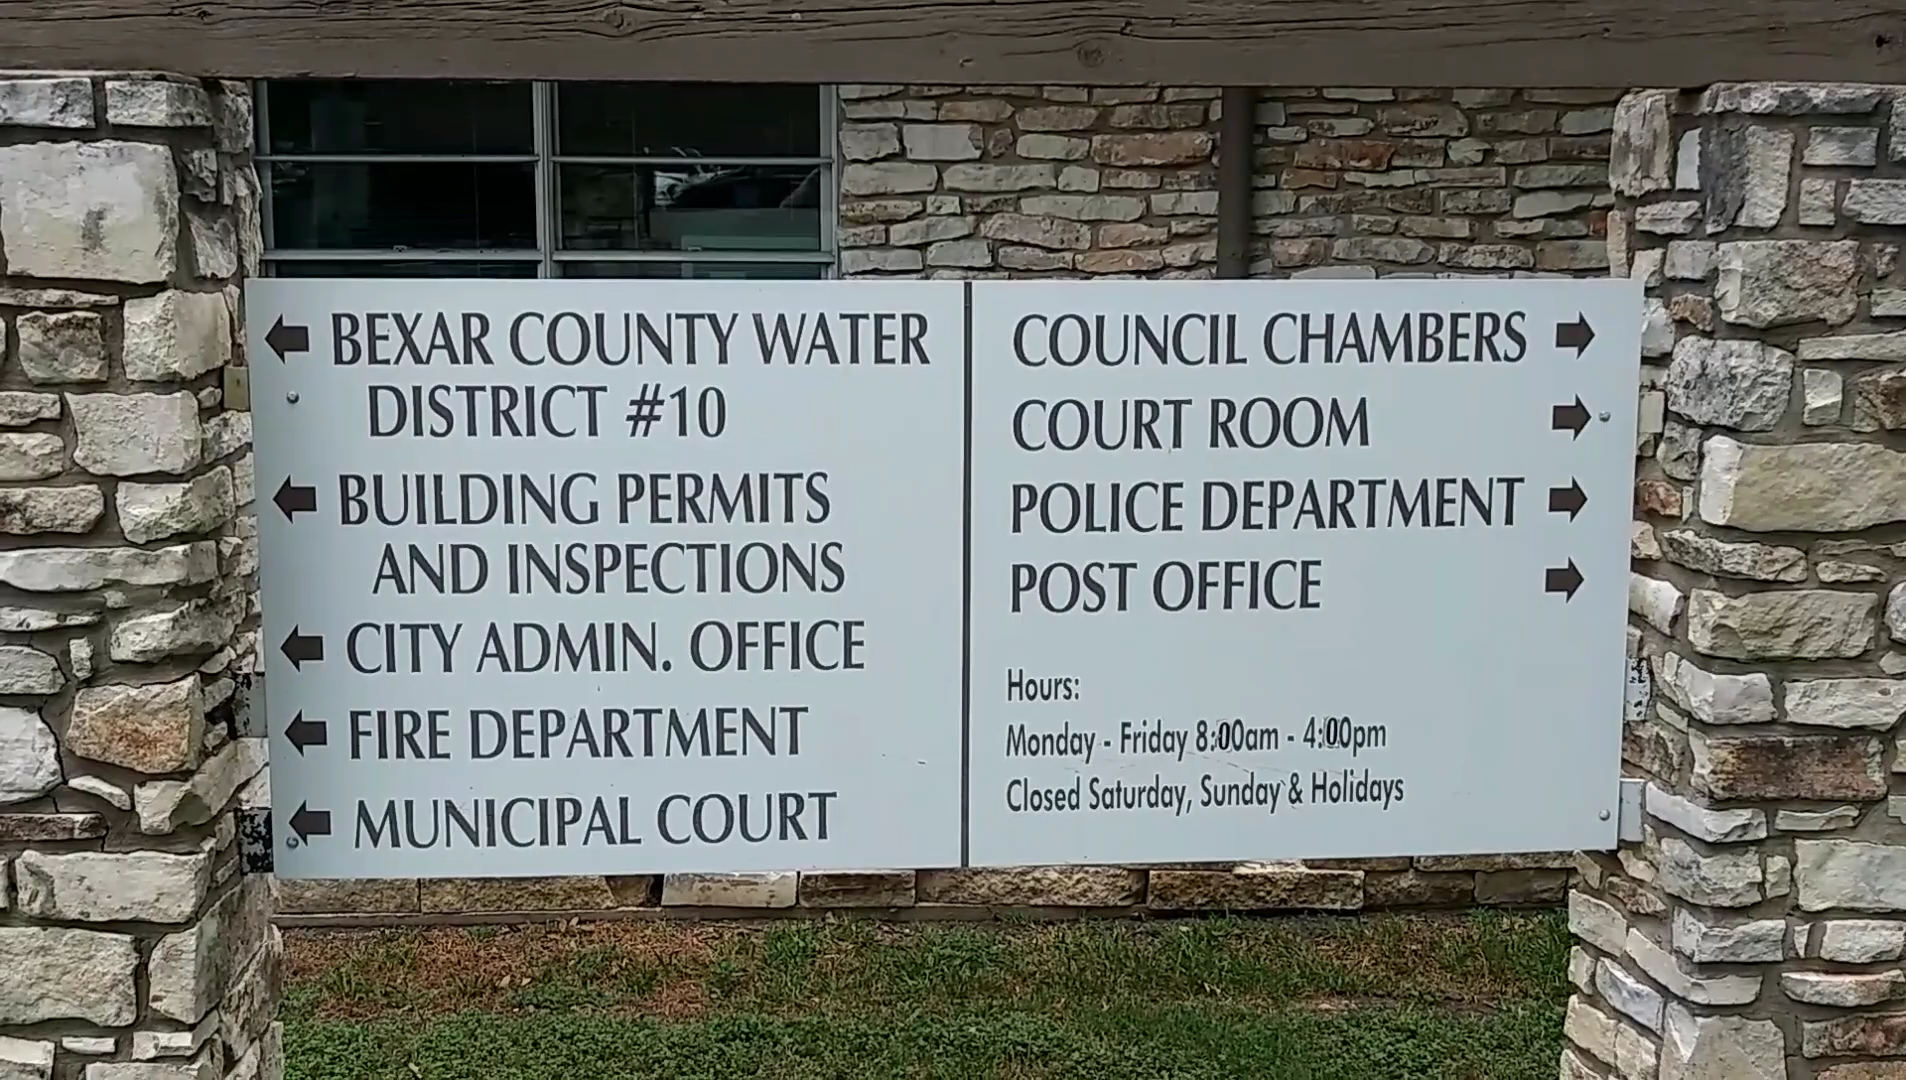 BEXAR COUNTY WATER
DISTRICT #10
BUILDING PERMITS
AND INSPECTIONS
CITY ADMIN. OFFICE
FIRE DEPARTMENT
MUNICIPAL COURT
COUNCIL CHAMBERS
COURT ROOM
POLICE DEPARTMENT
POST OFFICE
Hours:
Monday - Friday 8:00am - 4:00pm
Closed Saturday, Sunday & Holidays